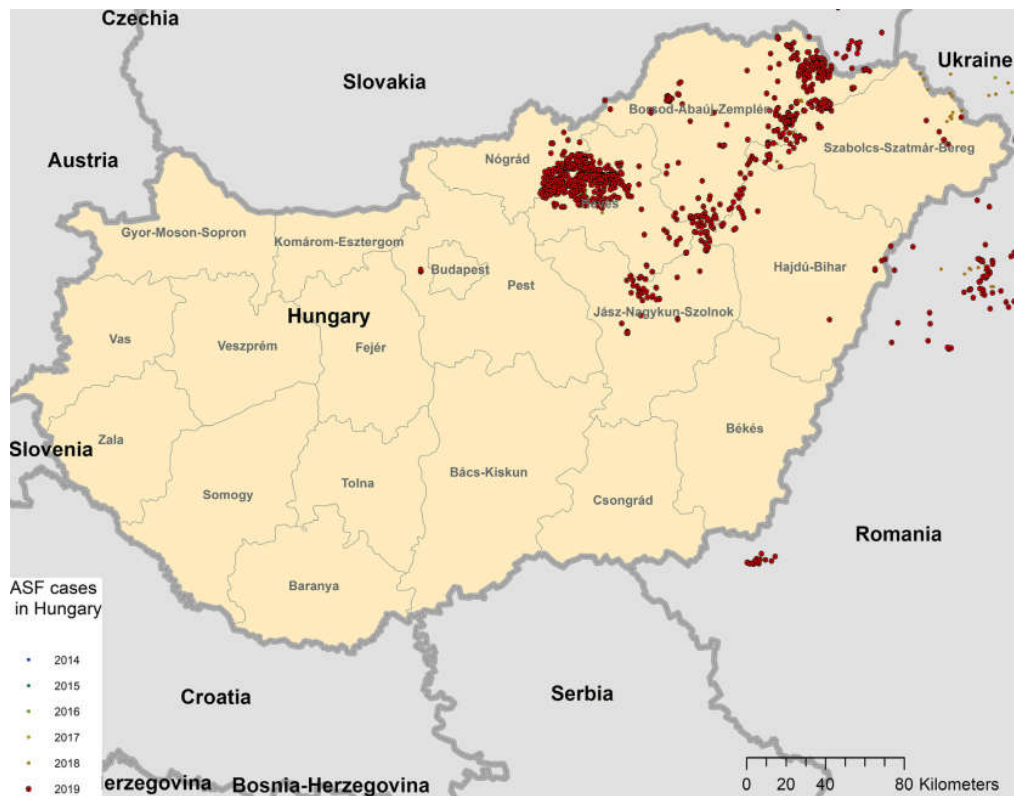 Czechia
Ukraine
Slovakia
Borsod-Abaúj-Zemplén
Austria
Nógrád
Szabolcs-Szatmár-Bereg
Heves
Gyor-Moson-Sopron
Komárom-Esztergom
Budapest
Hajdú-Bihar
Pest
Hungary
Jász-Nagykun-Szolnok
Vas
Veszprém
Fejér
Békés
Zala
Slovenia
Bács-Kiskun
Tolna
Somogy
Csongrád
Romania
Baranya
ASF cases
in Hungary
2014
2015
2016
2017
2018
2019
Croatia
Serbia
erzegovina
Bosnia-Herzegovina
0 20 40 80 Kilometers